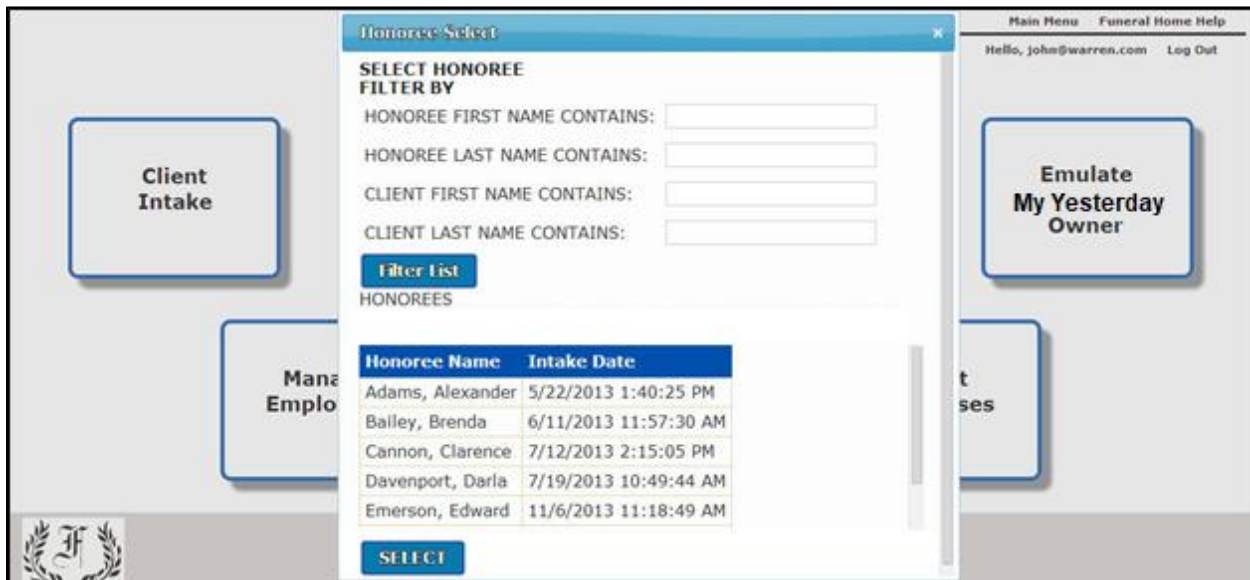 Main Menu Funeral Home Help
Hello, john@warren.com Log Out
Honoree Select
x
SELECT HONOREE
FILTER BY
HONOREE FIRST NAME CONTAINS:
HONOREE LAST NAME CONTAINS:
CLIENT FIRST NAME CONTAINS:
CLIENT LAST NAME CONTAINS:
Filter List
HONOREES
Honoree Name Intake Date
Adams, Alexander 5/22/2013 1:40:25 PM
Bailey, Brenda 6/11/2013 11:57:30 AM
Cannon, Clarence 7/12/2013 2:15:05 PM
Davenport, Darla 7/19/2013 10:49:44 AM
Emerson, Edward 11/6/2013 11:18:49 AM
SELECT
Client
Intake
Emulate
My Yesterday
Owner
Mana
Emplo
t
ses
F